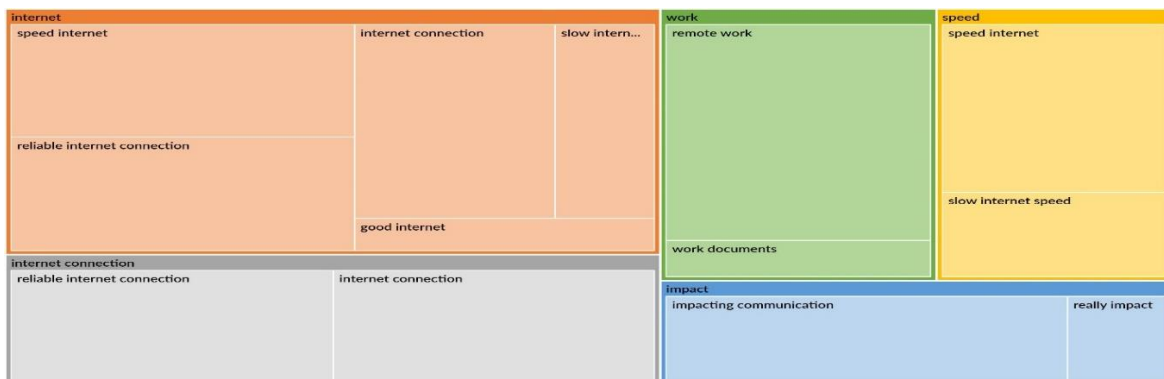 internet
speed internet
internet connection
slow intern...
reliable internet connection
good internet
internet connection
reliable internet connection
internet connection
work
remote work
work documents
speed
speed internet
slow internet speed
impact
impacting communication
really impact